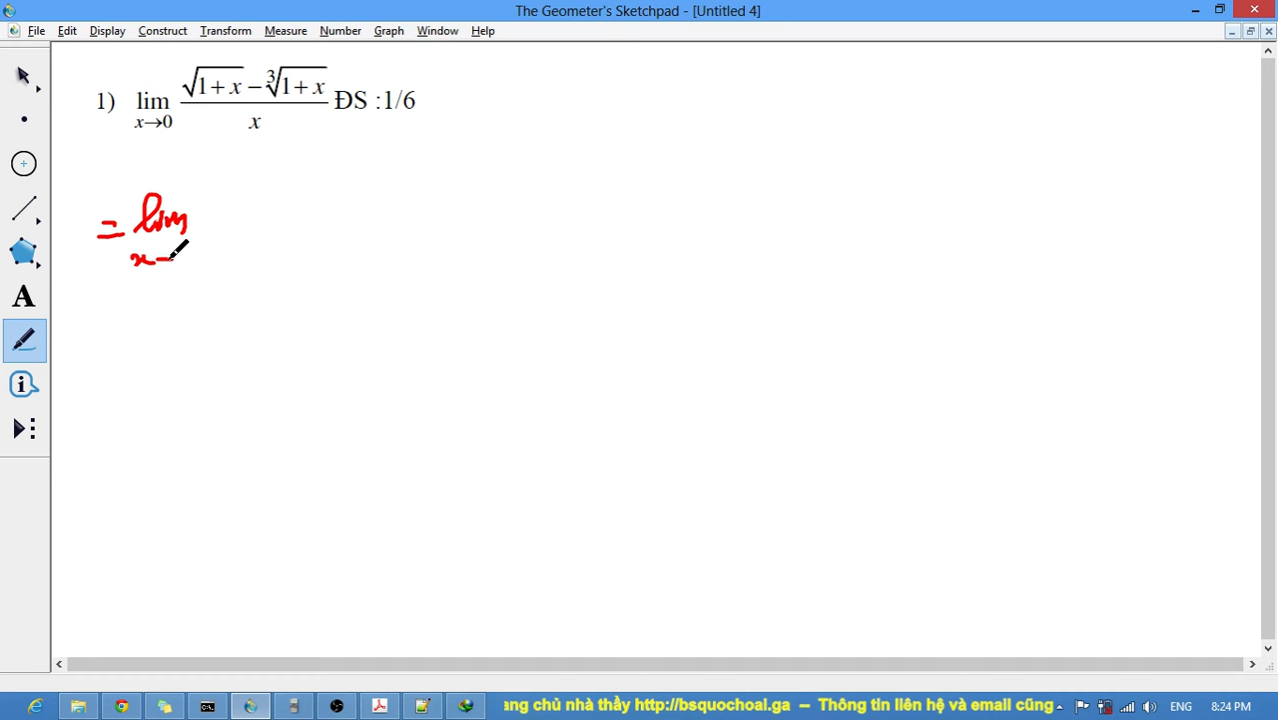 The Geometer's Sketchpad - [Untitled 4]
File Edit Display Construct Transform Measure Number Graph Window Help
1) lim x→0 (√(1+x) − ∛(1+x))/x ĐS :1/6
= lim
x –
A
ang chủ nhà thầy http://bsquochoai.ga -- Thông tin liên hệ và email cũng
ENG 8:24 PM